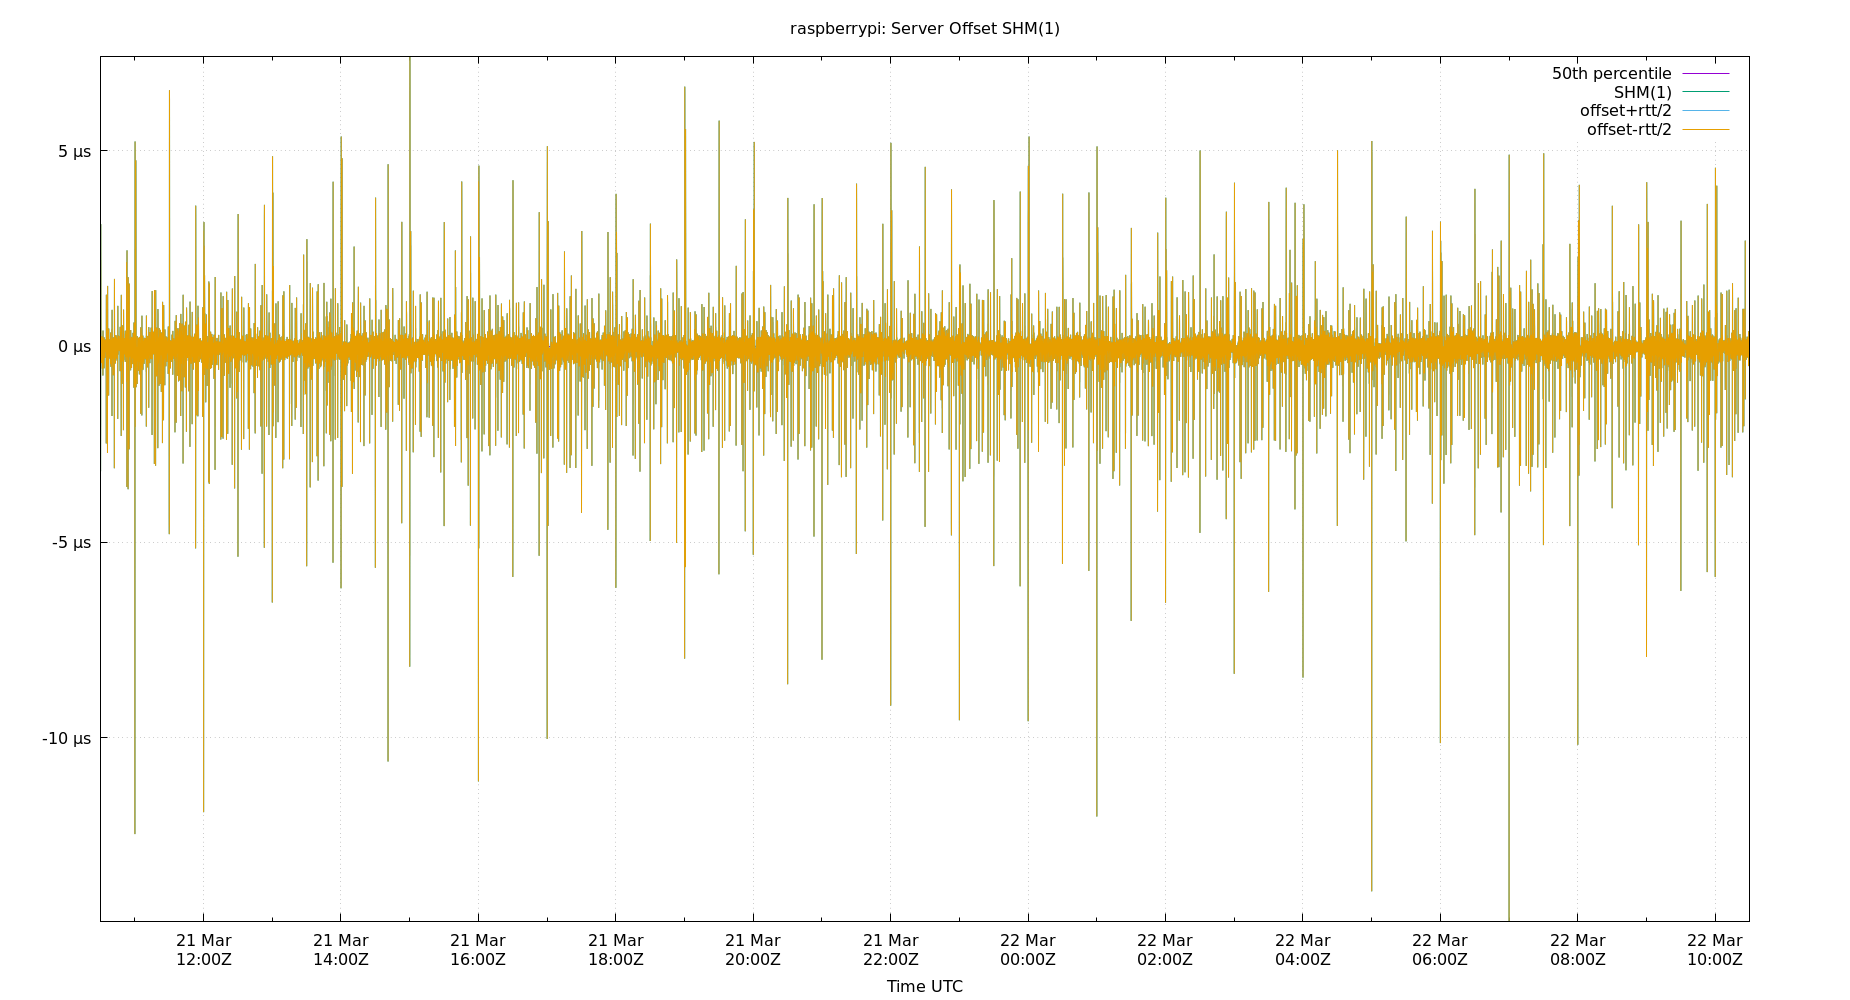 raspberrypi: Server Offset SHM(1)
50th percentile
SHM(1)
offset+rtt/2
offset-rtt/2
5 µs
0 µs
-5 µs
-10 µs
21 Mar 21 Mar 21 Mar 21 Mar 21 Mar 21 Mar 22 Mar 22 Mar 22 Mar 22 Mar 22 Mar 22 Mar
12:00Z 14:00Z 16:00Z 18:00Z 20:00Z 22:00Z 00:00Z 02:00Z 04:00Z 06:00Z 08:00Z 10:00Z
Time UTC